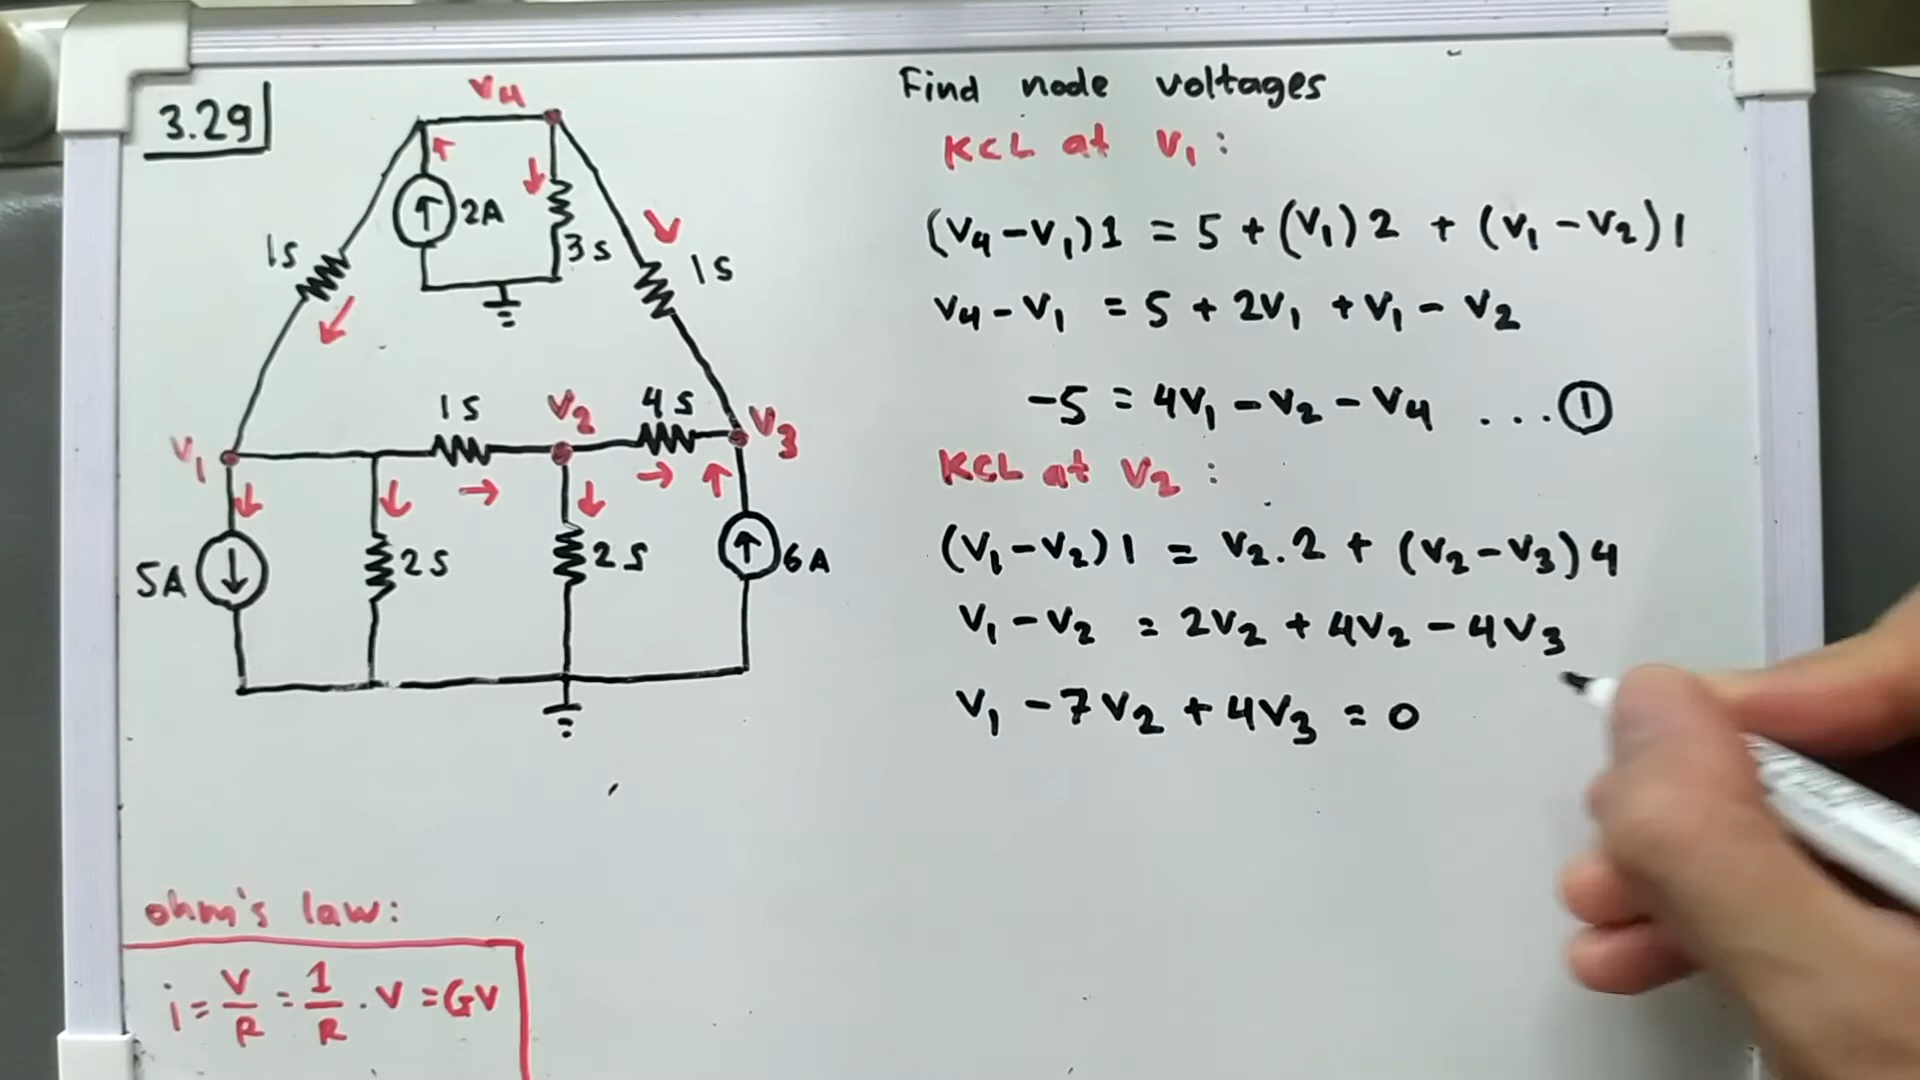 3.29
V4
2A
3s
1s
1s
V1
1s
V2
4s
V3
5A
2s
2s
6A
ohm's law:
i = V/R = 1/R . V = GV
Find node voltages
KCL at V1 :
(V4 - V1) 1 = 5 + (V1) 2 + (V1 - V2) 1
V4 - V1 = 5 + 2V1 + V1 - V2
-5 = 4V1 - V2 - V4 ... ①
KCL at V2 :
(V1 - V2) 1 = V2 . 2 + (V2 - V3) 4
V1 - V2 = 2V2 + 4V2 - 4V3
V1 - 7V2 + 4V3 = 0